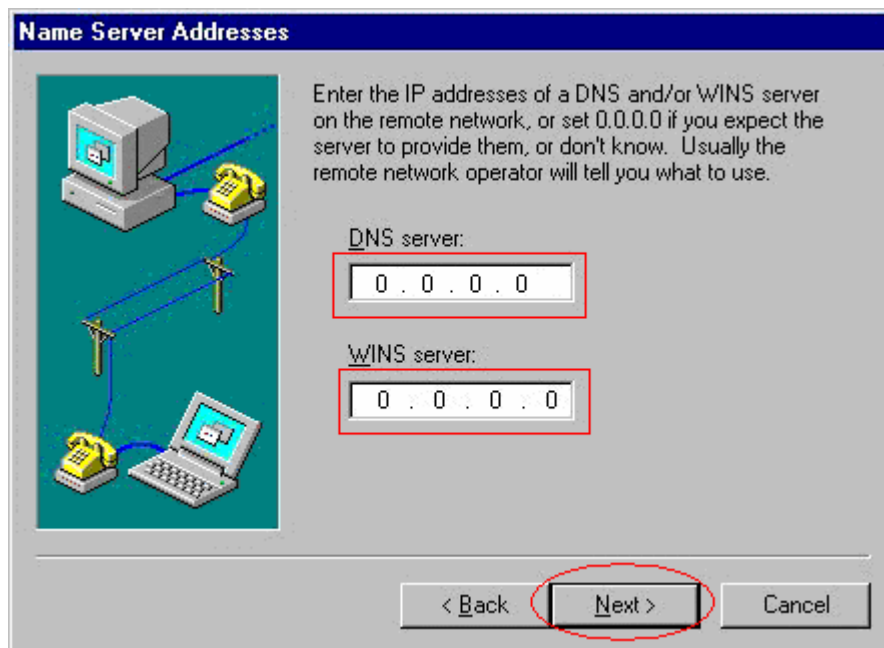 Name Server Addresses
Enter the IP addresses of a DNS and/or WINS server
on the remote network, or set 0.0.0.0 if you expect the
server to provide them, or don't know. Usually the
remote network operator will tell you what to use.
DNS server:
0 . 0 . 0 . 0
WINS server:
0 . 0 . 0 . 0
< Back
Next >
Cancel